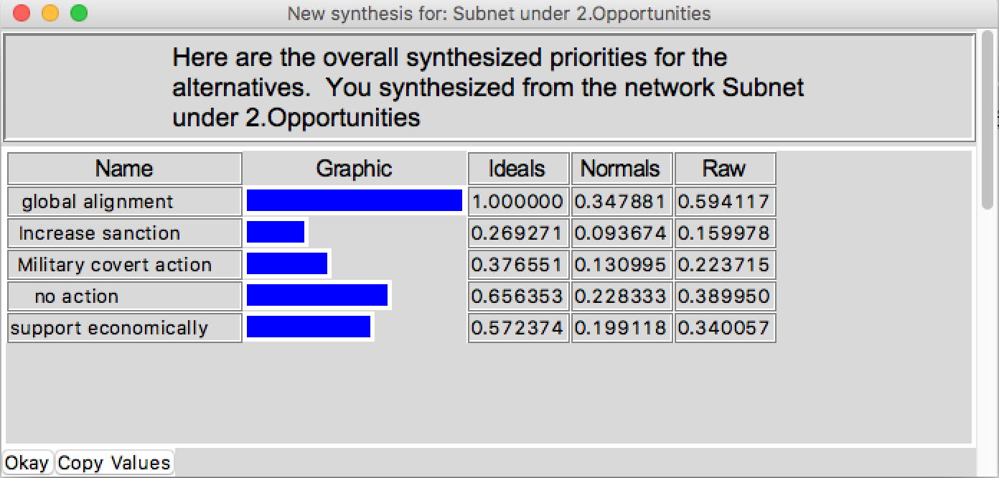 New synthesis for: Subnet under 2.Opportunities
Here are the overall synthesized priorities for the
alternatives.  You synthesized from the network Subnet
under 2.Opportunities
Name Graphic Ideals Normals Raw
global alignment 1.000000 0.347881 0.594117
Increase sanction 0.269271 0.093674 0.159978
Military covert action 0.376551 0.130995 0.223715
no action 0.656353 0.228333 0.389950
support economically 0.572374 0.199118 0.340057
Okay Copy Values